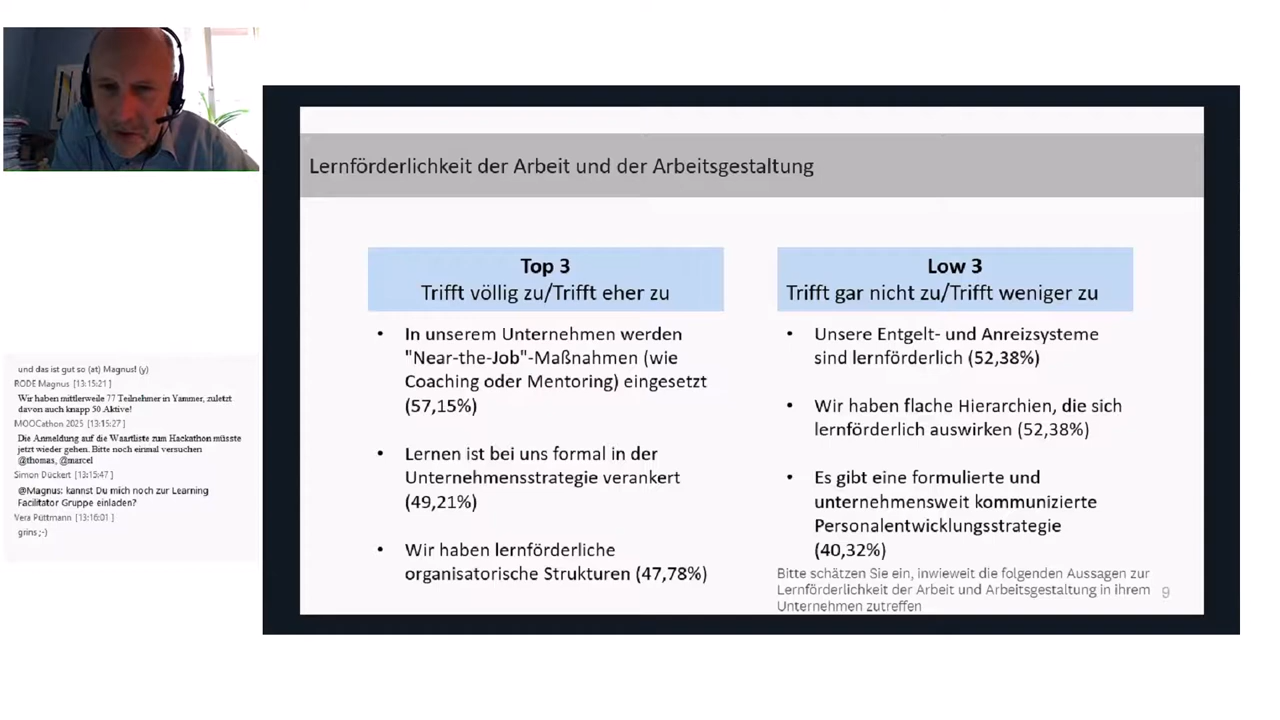 Lernförderlichkeit der Arbeit und der Arbeitsgestaltung
Top 3
Trifft völlig zu/Trifft eher zu
• In unserem Unternehmen werden
"Near-the-Job"-Maßnahmen (wie
Coaching oder Mentoring) eingesetzt
(57,15%)
• Lernen ist bei uns formal in der
Unternehmensstrategie verankert
(49,21%)
• Wir haben lernförderliche
organisatorische Strukturen (47,78%)
Low 3
Trifft gar nicht zu/Trifft weniger zu
• Unsere Entgelt- und Anreizsysteme
sind lernförderlich (52,38%)
• Wir haben flache Hierarchien, die sich
lernförderlich auswirken (52,38%)
• Es gibt eine formulierte und
unternehmensweit kommunizierte
Personalentwicklungsstrategie
(40,32%)
Bitte schätzen Sie ein, inwieweit die folgenden Aussagen zur
Lernförderlichkeit der Arbeit und Arbeitsgestaltung in ihrem
Unternehmen zutreffen
9
und das ist gut so (at) Magnus! (y)
RODE Magnus [13:15:21]
Wir haben mittlerweile 77 Teilnehmer in Yammer, zuletzt
davon auch knapp 50 Aktive!
MOOCathon 2025 [13:15:27]
Die Anmeldung auf die Waartliste zum Hackathon müsste
jetzt wieder gehen. Bitte noch einmal versuchen
@thomas, @marcel
Simon Dückert [13:15:47]
@Magnus: kannst Du mich noch zur Learning
Facilitator Gruppe einladen?
Vera Püttmann [13:16:01]
grins ;-)